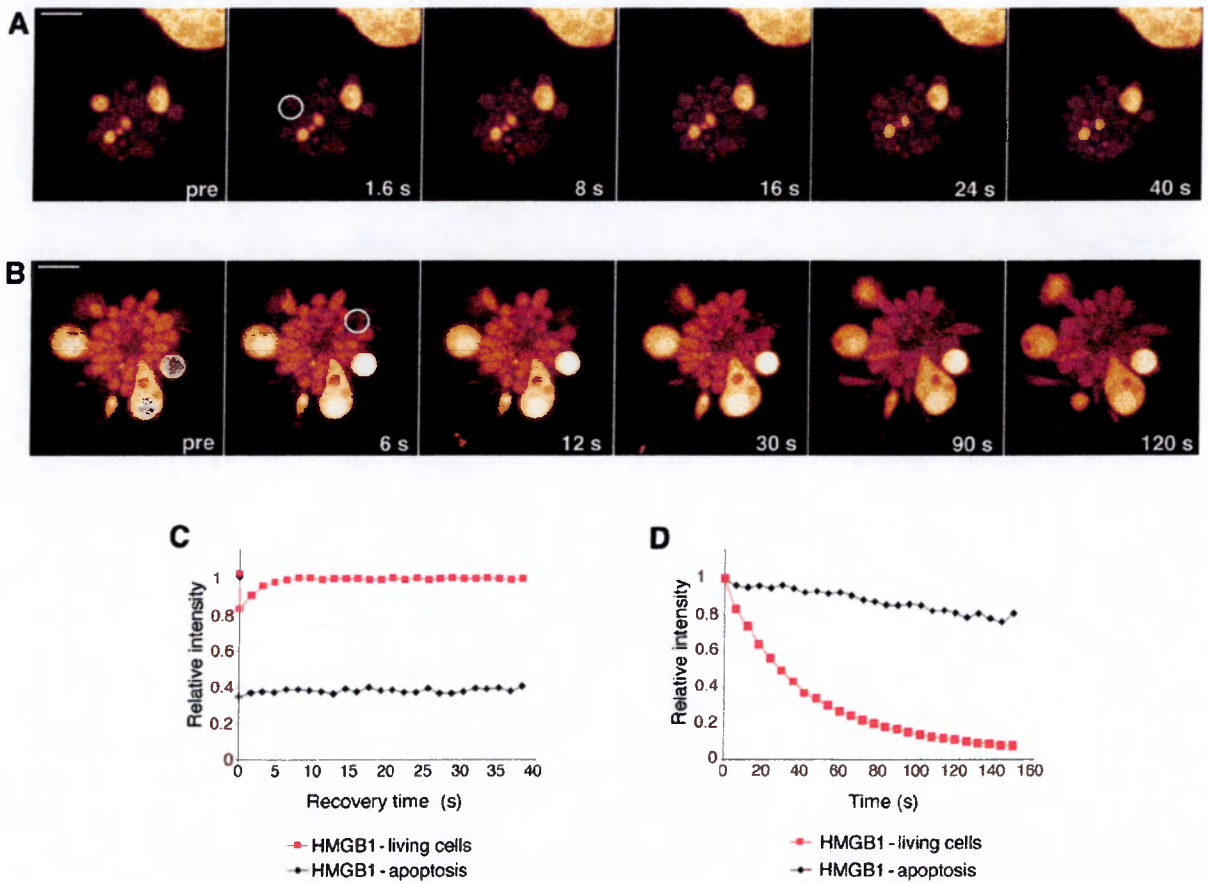 A
pre
1.6 s
8 s
16 s
24 s
40 s
B
pre
6 s
12 s
30 s
90 s
120 s
C
Relative intensity
1
0.8
0.6
0.4
0.2
0
0 5 10 15 20 25 30 35 40
Recovery time (s)
HMGB1 - living cells
HMGB1 - apoptosis
D
Relative intensity
1
0.8
0.6
0.4
0.2
0
0 20 40 60 80 100 120 140 160
Time (s)
HMGB1 - living cells
HMGB1 - apoptosis